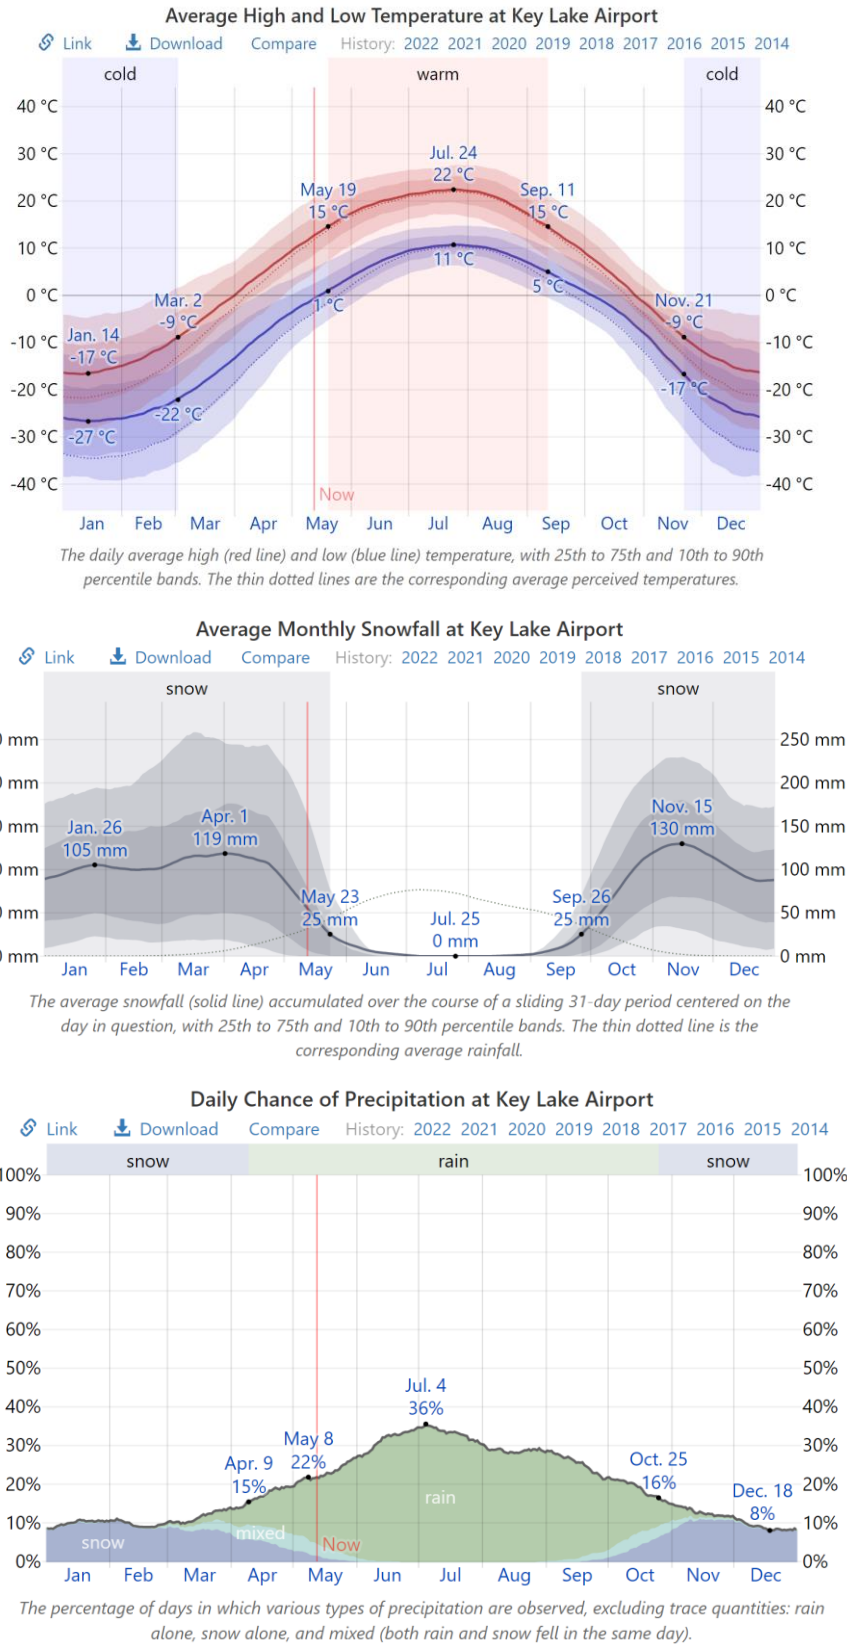 Average High and Low Temperature at Key Lake Airport
Link Download Compare History: 2022 2021 2020 2019 2018 2017 2016 2015 2014
cold warm cold
40 °C 40 °C
30 °C 30 °C
20 °C 20 °C
10 °C 10 °C
0 °C 0 °C
-10 °C -10 °C
-20 °C -20 °C
-30 °C -30 °C
-40 °C -40 °C
Jan. 14
-17 °C
-27 °C
Mar. 2
-9 °C
-22 °C
May 19
15 °C
1 °C
Jul. 24
22 °C
11 °C
Sep. 11
15 °C
5 °C
Nov. 21
-9 °C
-17 °C
Now
Jan Feb Mar Apr May Jun Jul Aug Sep Oct Nov Dec
The daily average high (red line) and low (blue line) temperature, with 25th to 75th and 10th to 90th
percentile bands. The thin dotted lines are the corresponding average perceived temperatures.
Average Monthly Snowfall at Key Lake Airport
Link Download Compare History: 2022 2021 2020 2019 2018 2017 2016 2015 2014
snow snow
0 mm 250 mm
0 mm 200 mm
0 mm 150 mm
0 mm 100 mm
0 mm 50 mm
0 mm 0 mm
Jan. 26
105 mm
Apr. 1
119 mm
May 23
25 mm
Jul. 25
0 mm
Sep. 26
25 mm
Nov. 15
130 mm
Jan Feb Mar Apr May Jun Jul Aug Sep Oct Nov Dec
The average snowfall (solid line) accumulated over the course of a sliding 31-day period centered on the
day in question, with 25th to 75th and 10th to 90th percentile bands. The thin dotted line is the
corresponding average rainfall.
Daily Chance of Precipitation at Key Lake Airport
Link Download Compare History: 2022 2021 2020 2019 2018 2017 2016 2015 2014
snow rain snow
100% 100%
90% 90%
80% 80%
70% 70%
60% 60%
50% 50%
40% 40%
30% 30%
20% 20%
10% 10%
0% 0%
Apr. 9
15%
May 8
22%
Jul. 4
36%
Oct. 25
16%
Dec. 18
8%
rain
mixed
snow
Now
Jan Feb Mar Apr May Jun Jul Aug Sep Oct Nov Dec
The percentage of days in which various types of precipitation are observed, excluding trace quantities: rain
alone, snow alone, and mixed (both rain and snow fell in the same day).